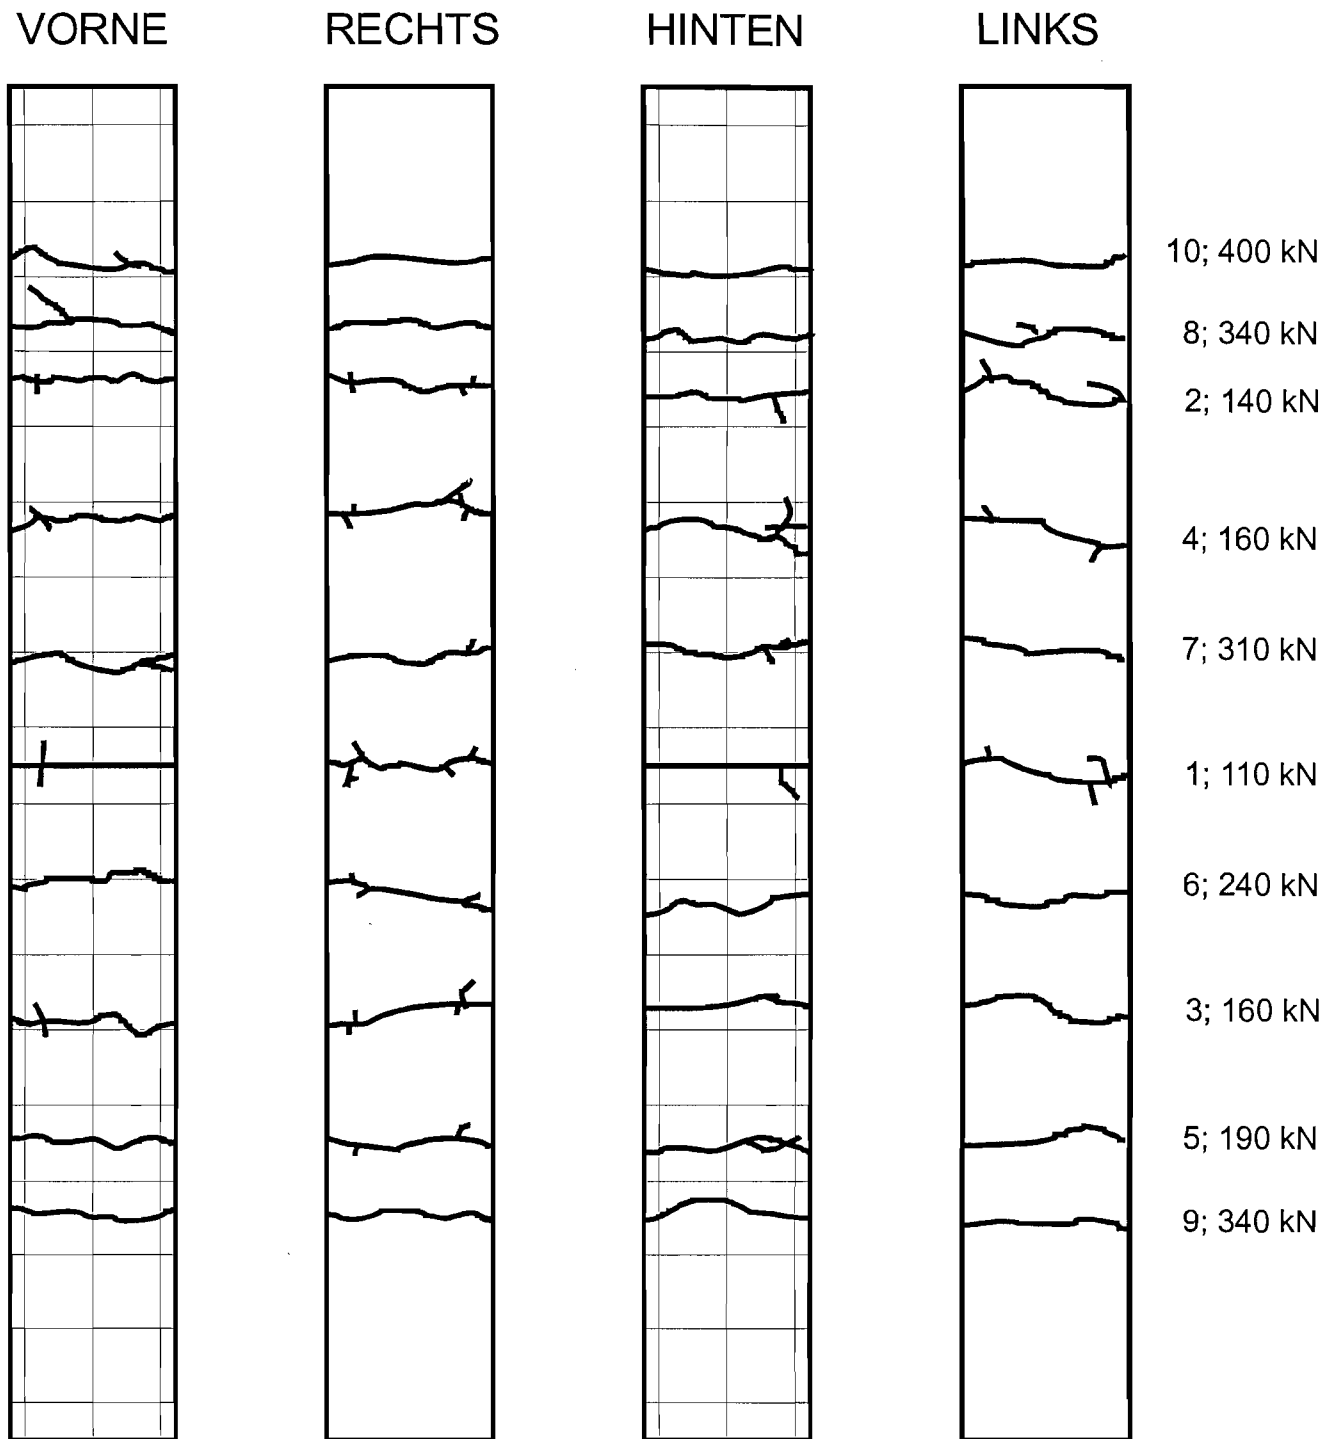 VORNE RECHTS HINTEN LINKS
10; 400 kN
8; 340 kN
2; 140 kN
4; 160 kN
7; 310 kN
1; 110 kN
6; 240 kN
3; 160 kN
5; 190 kN
9; 340 kN